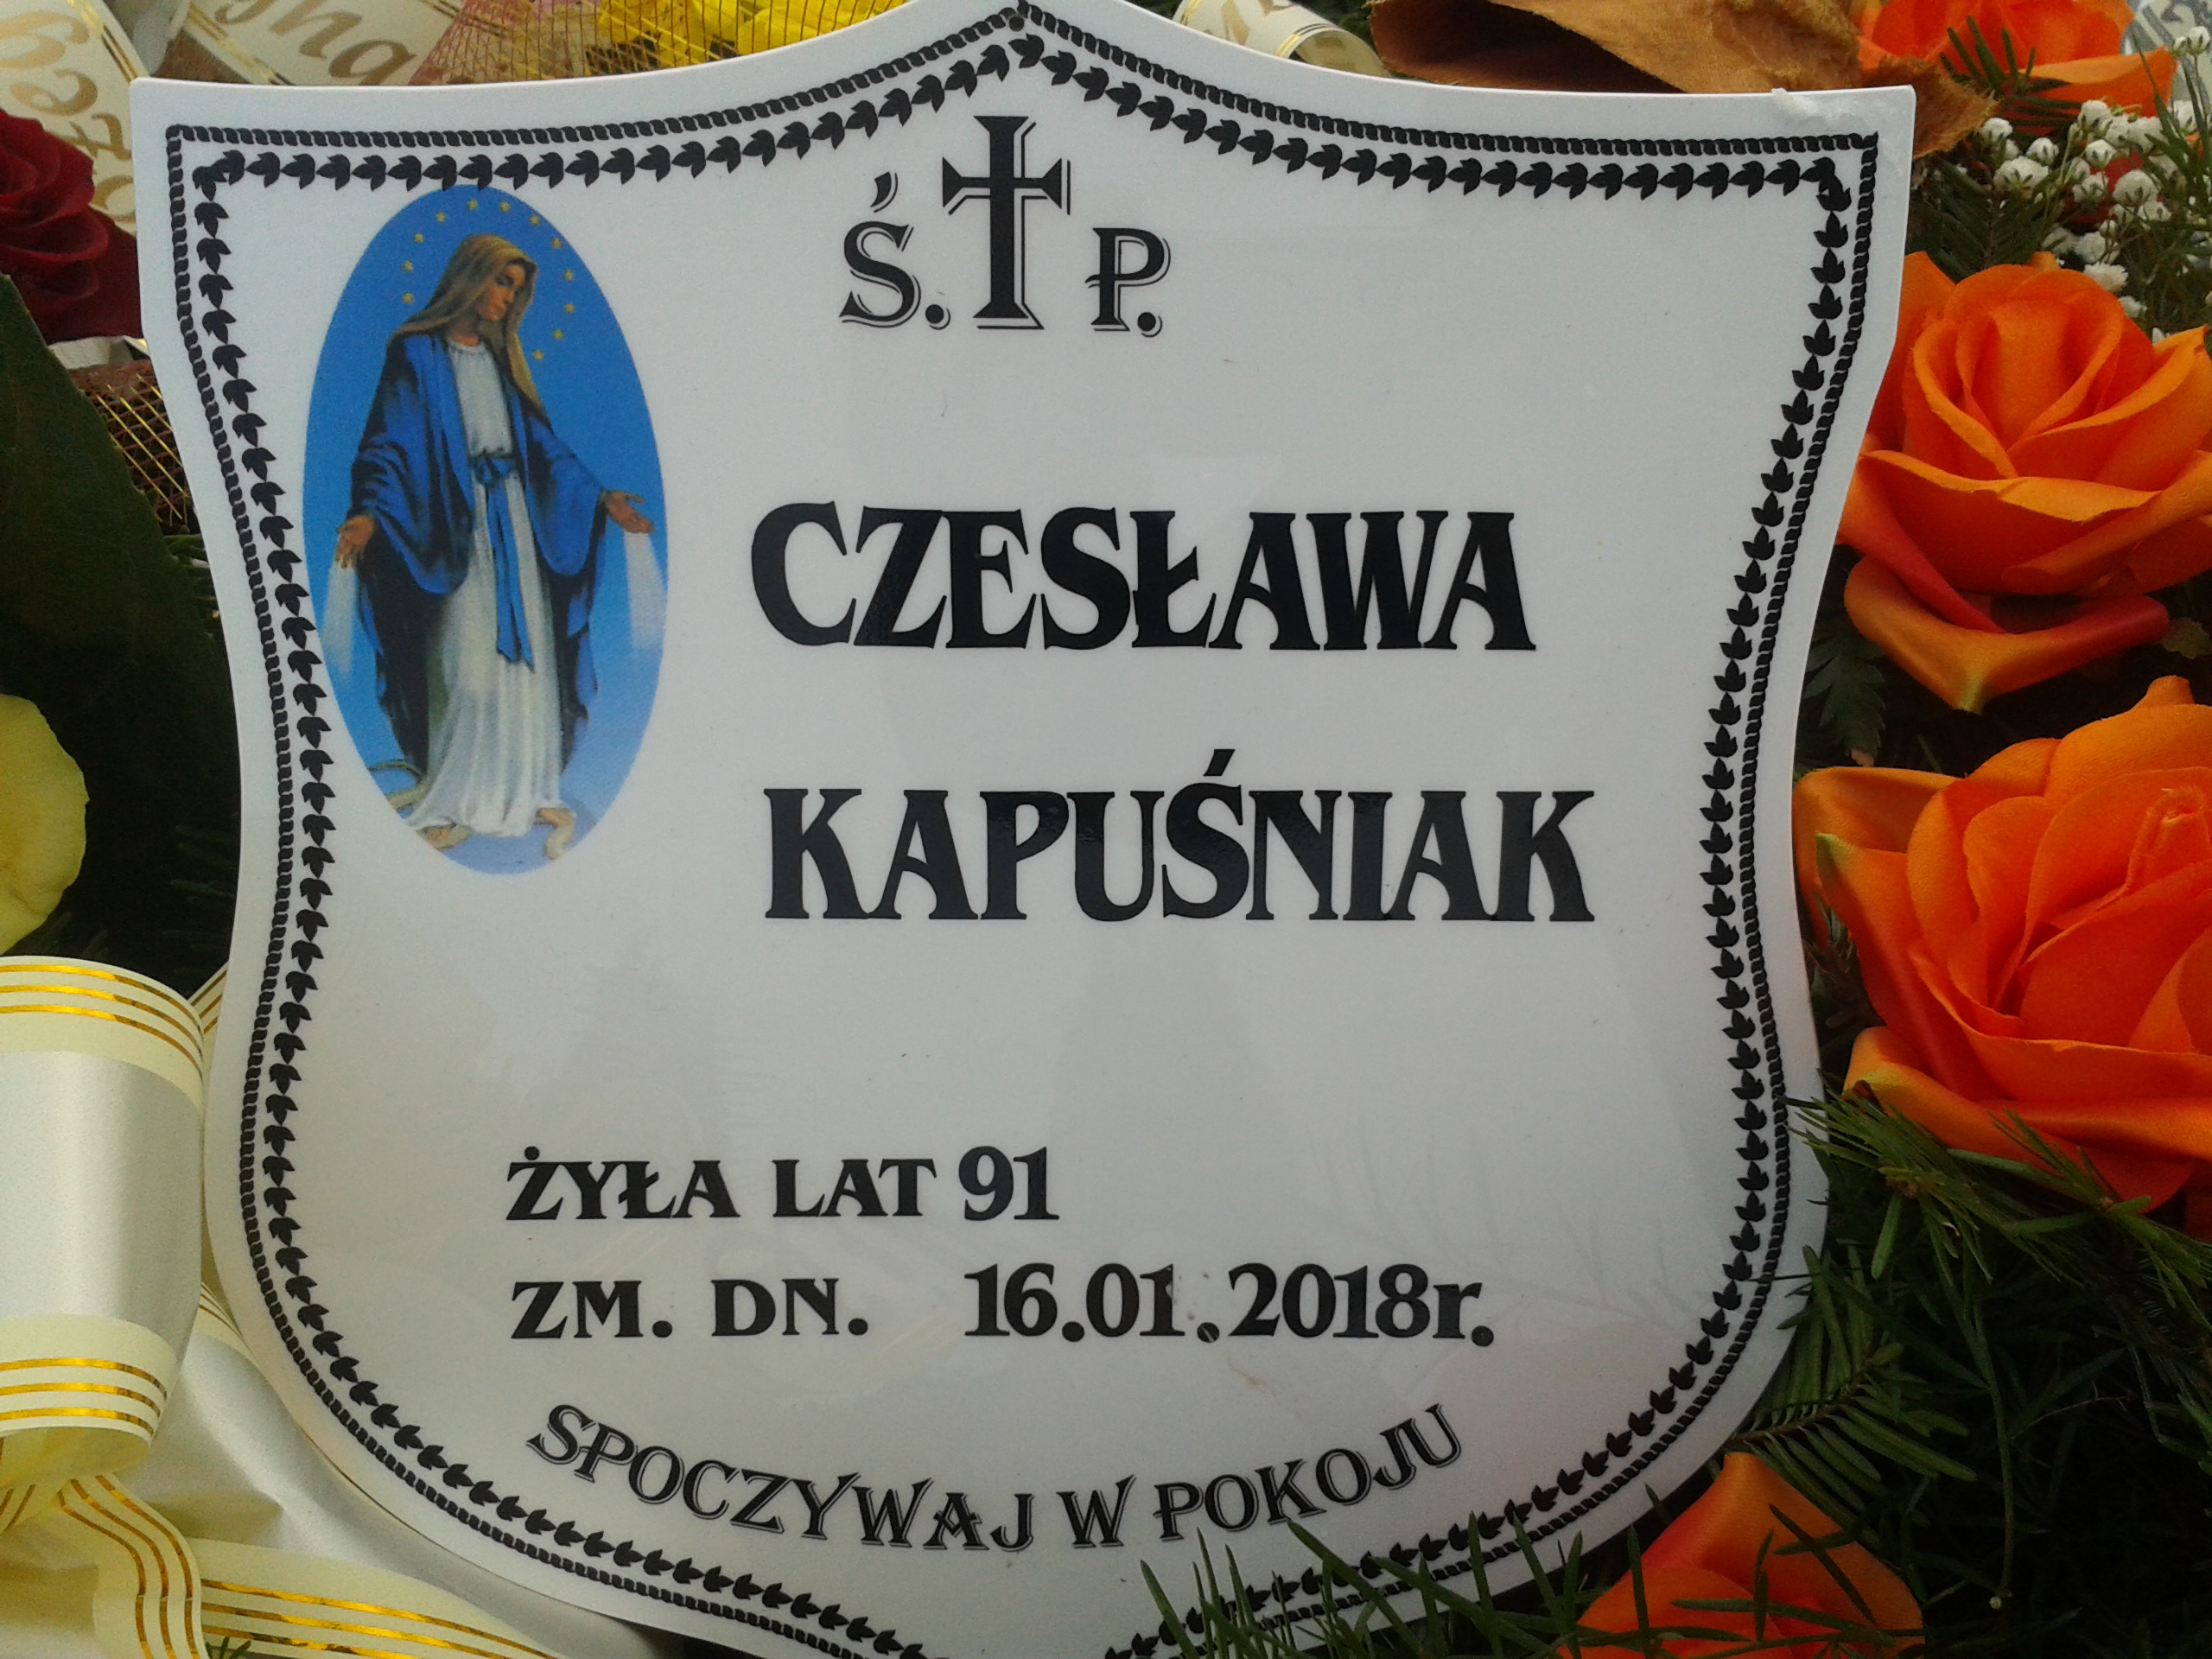 Ś. P.
CZESŁAWA
KAPUŚNIAK
ŻYŁA LAT 91
ZM. DN. 16.01.2018r.
SPOCZYWAJ W POKOJU